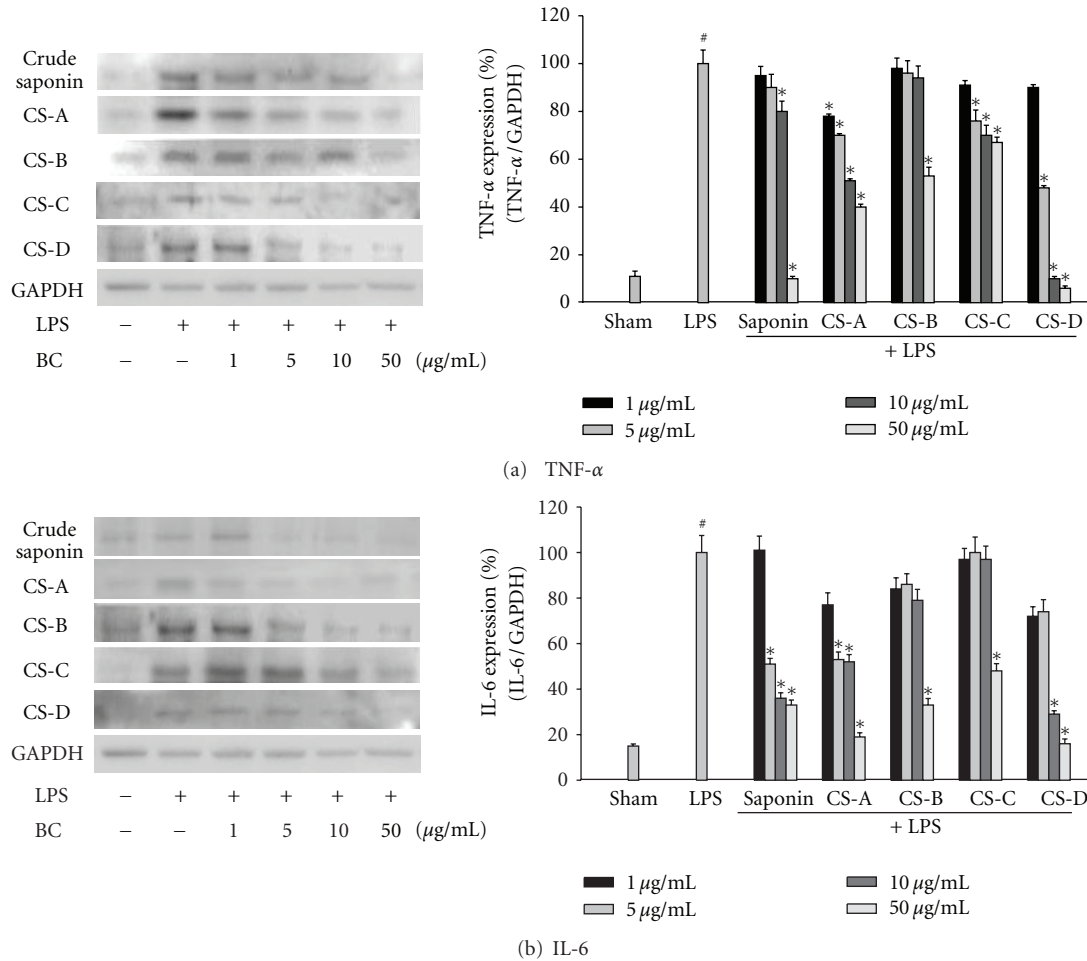 Crude
saponin
CS-A
CS-B
CS-C
CS-D
GAPDH
LPS − + + + + +
BC − − 1 5 10 50 (μg/mL)
TNF-α expression (%)
(TNF-α/GAPDH)
120
100
80
60
40
20
0
#
* * * * * * * * * * * * *
Sham LPS Saponin CS-A CS-B CS-C CS-D
+ LPS
1 μg/mL
5 μg/mL
10 μg/mL
50 μg/mL
(a) TNF-α
Crude
saponin
CS-A
CS-B
CS-C
CS-D
GAPDH
LPS − + + + + +
BC − − 1 5 10 50 (μg/mL)
IL-6 expression (%)
(IL-6/GAPDH)
120
100
80
60
40
20
0
#
* * * * * * * * * *
Sham LPS Saponin CS-A CS-B CS-C CS-D
+ LPS
1 μg/mL
5 μg/mL
10 μg/mL
50 μg/mL
(b) IL-6